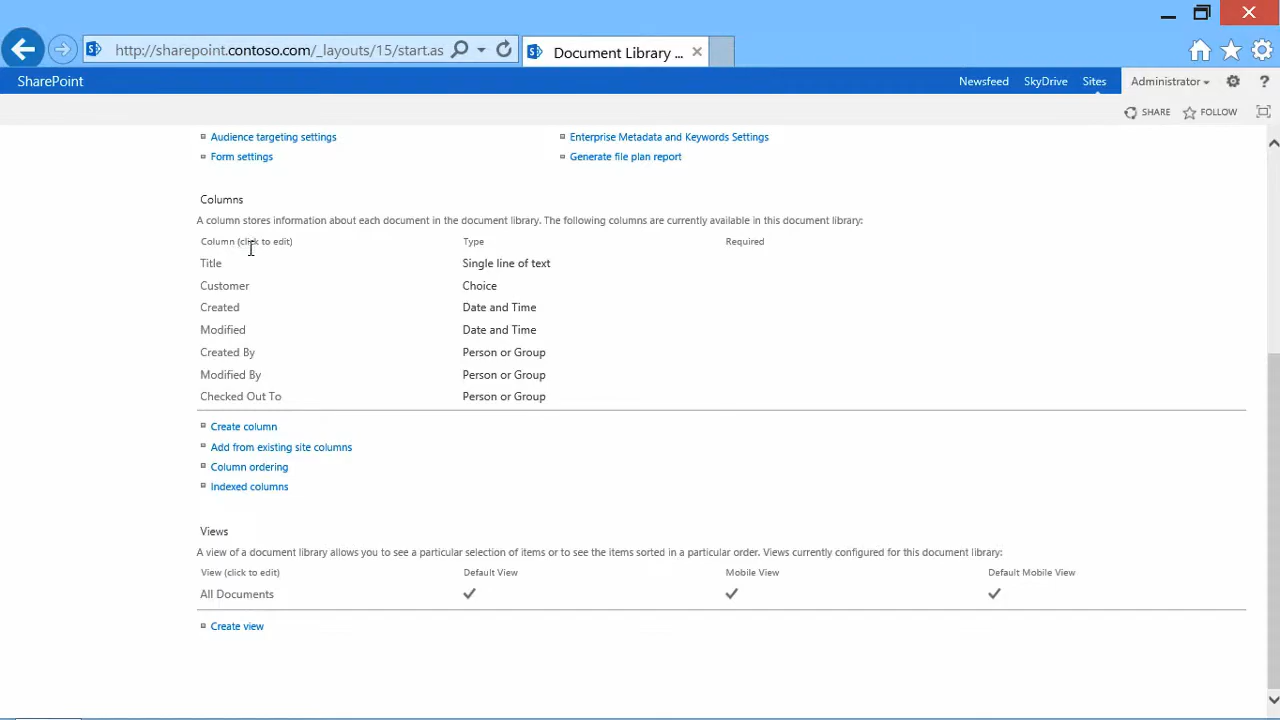 http://sharepoint.contoso.com/_layouts/15/start.as
Document Library ...
SharePoint
Newsfeed SkyDrive Sites Administrator ?
SHARE FOLLOW
Audience targeting settings Enterprise Metadata and Keywords Settings
Form settings Generate file plan report
Columns
A column stores information about each document in the document library. The following columns are currently available in this document library:
Column (click to edit) Type Required
Title Single line of text
Customer Choice
Created Date and Time
Modified Date and Time
Created By Person or Group
Modified By Person or Group
Checked Out To Person or Group
Create column
Add from existing site columns
Column ordering
Indexed columns
Views
A view of a document library allows you to see a particular selection of items or to see the items sorted in a particular order. Views currently configured for this document library:
View (click to edit) Default View Mobile View Default Mobile View
All Documents
Create view